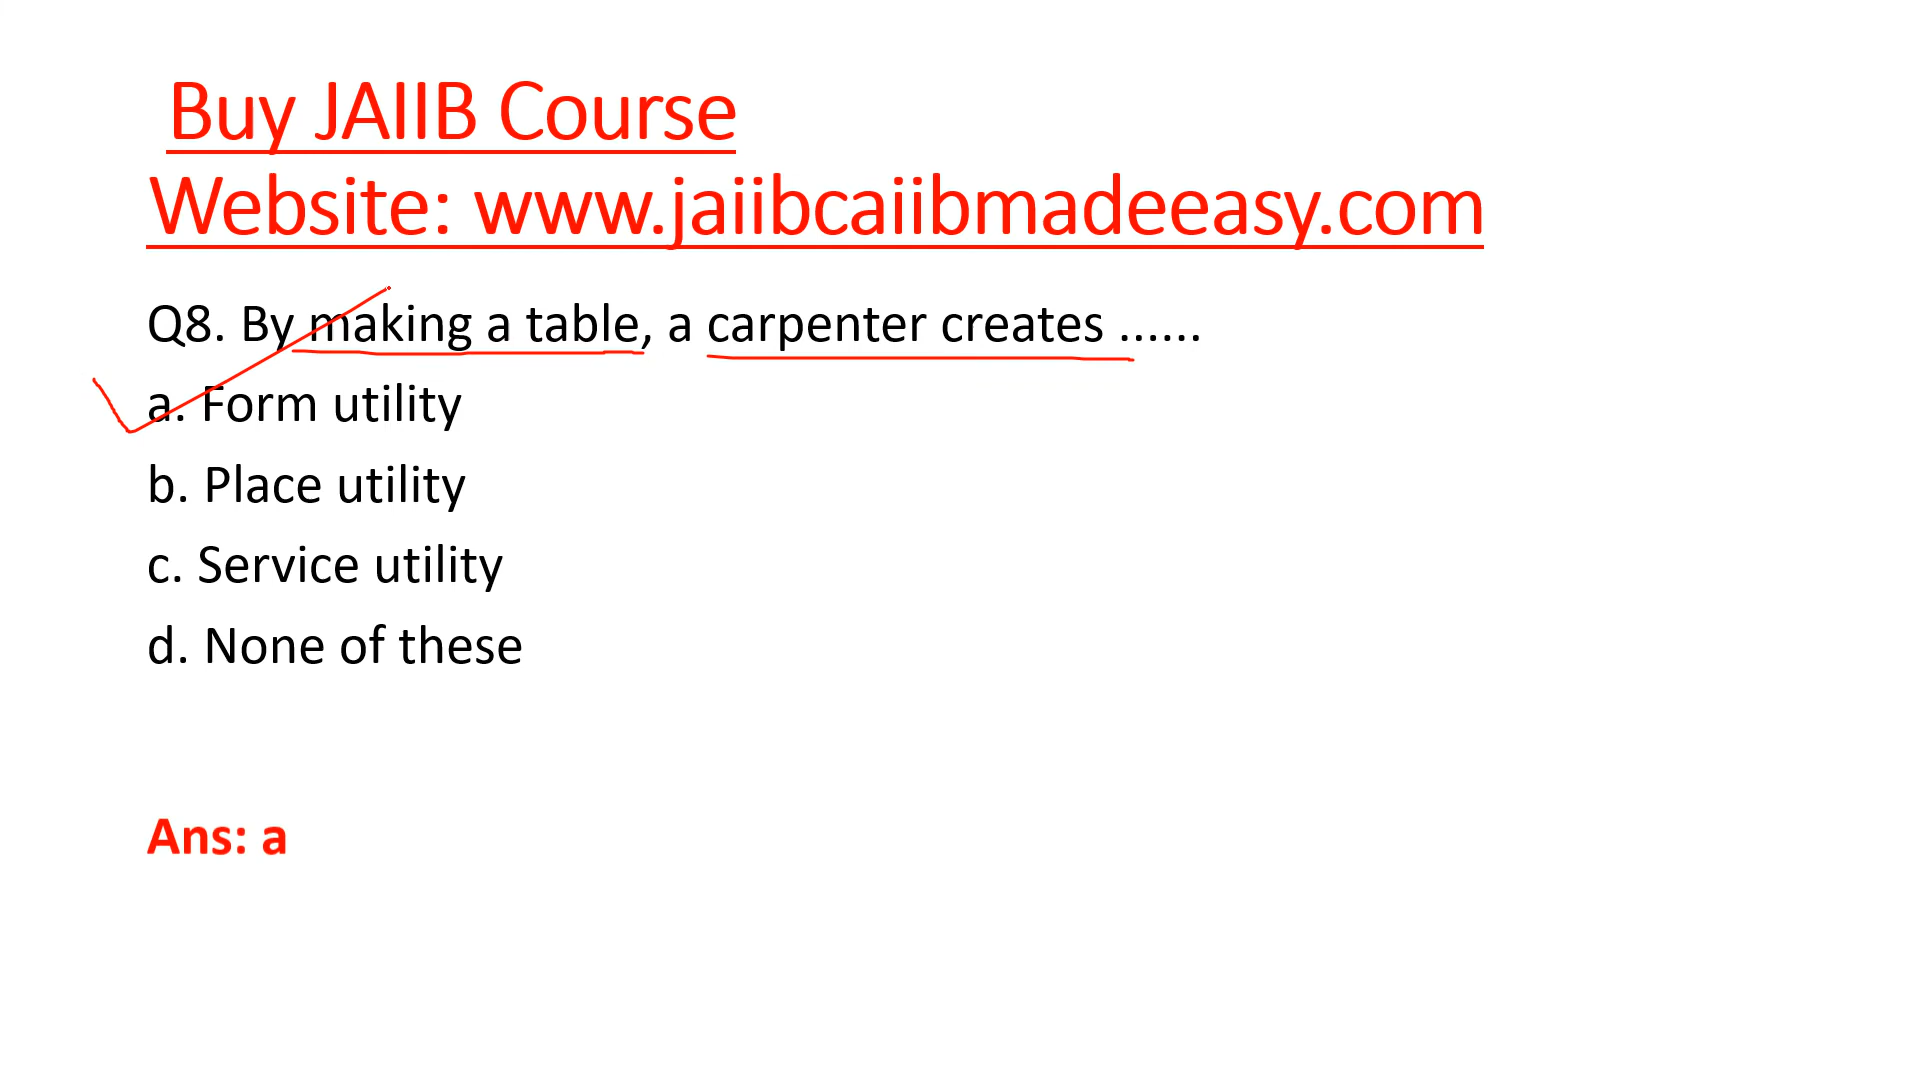 Buy JAIIB Course
Website: www.jaiibcaiibmadeeasy.com
Q8. By making a table, a carpenter creates ......
a. Form utility
b. Place utility
c. Service utility
d. None of these
Ans: a